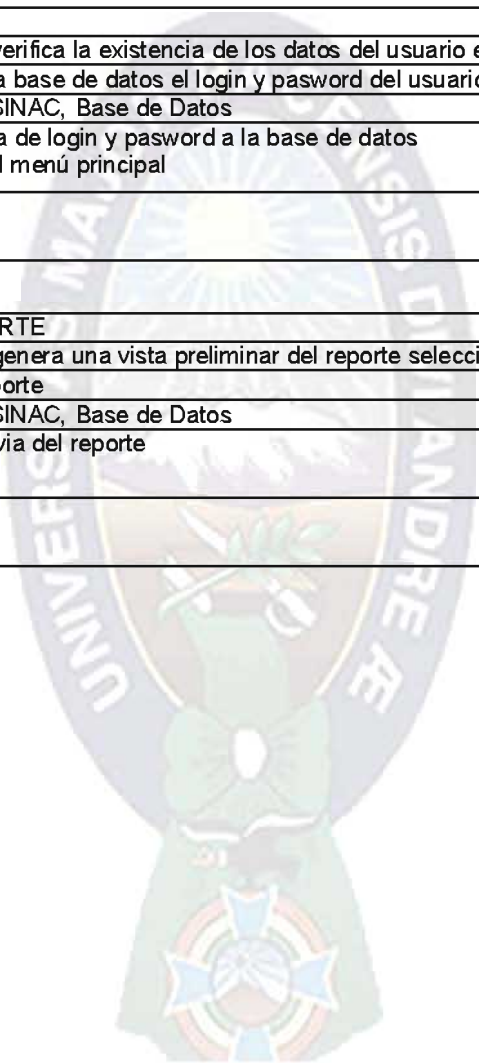 verifica la existencia de los datos del usuario e
a base de datos el login y pasword del usuario
SINAC, Base de Datos
a de login y pasword a la base de datos
l menú principal
RTE
genera una vista preliminar del reporte selecci
porte
SINAC, Base de Datos
via del reporte